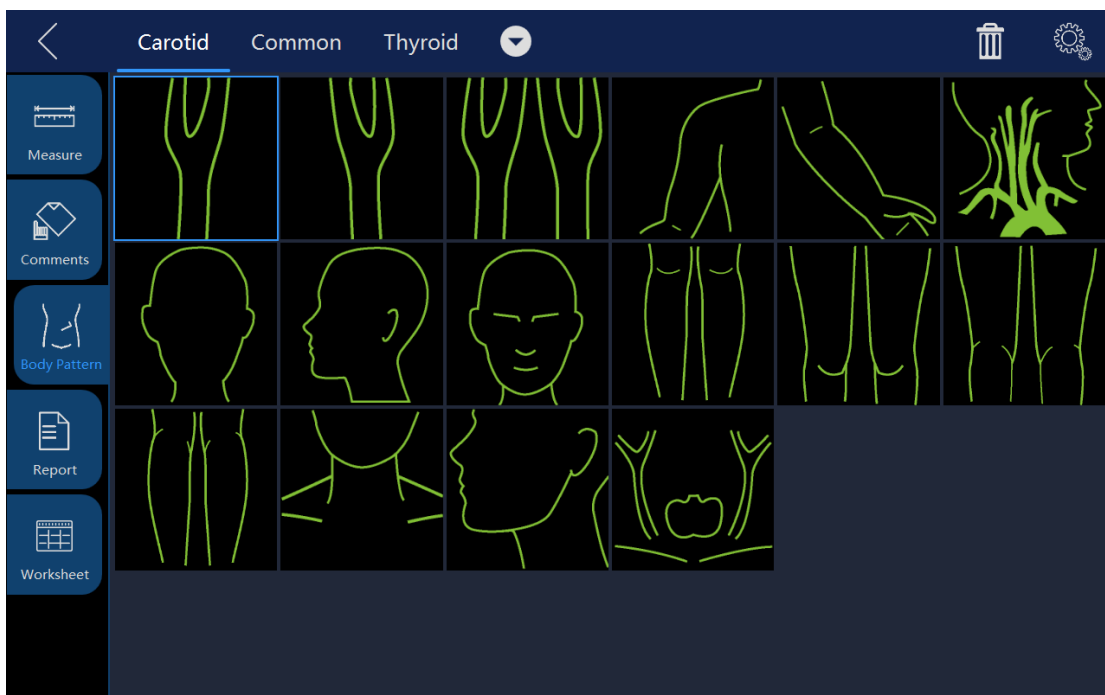 Carotid Common Thyroid
Measure
Comments
Body Pattern
Report
Worksheet